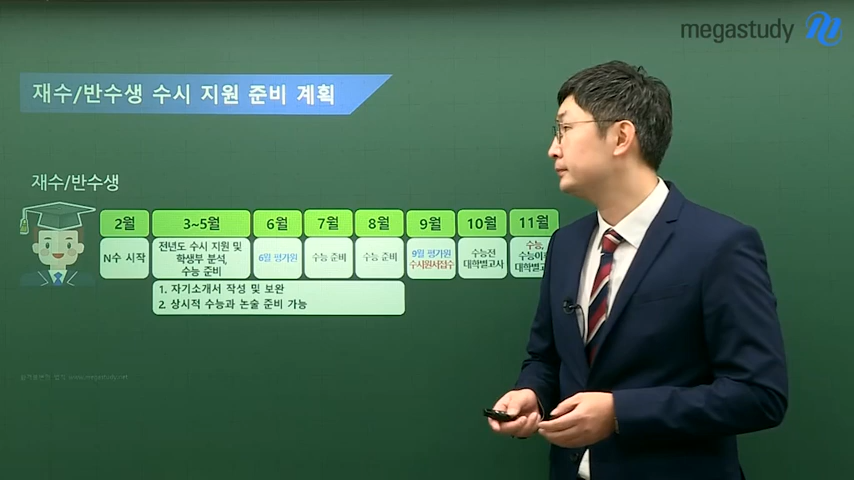 megastudy
재수/반수생 수시 지원 준비 계획
재수/반수생
2월
3~5월
6월
7월
8월
9월
10월
11월
N수 시작
전년도 수시 지원 및
학생부 분석,
수능 준비
6월 평가원
수능 준비
수능 준비
9월 평가원
수시원서접수
수능전
대학별고사
수능,
수능이후
대학별고
1. 자기소개서 작성 및 보완
2. 상시적 수능과 논술 준비 가능